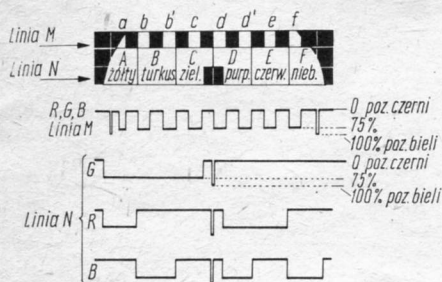 a b b' c d d' e f
Linia M
A B C D E F
Linia N żółty turkus ziel. purp. czerw. nieb.
R, G, B 0 poz. czerni
Linia M 75%
100% poz. bieli
G 0 poz. czerni
75%
100% poz. bieli
Linia N R
B